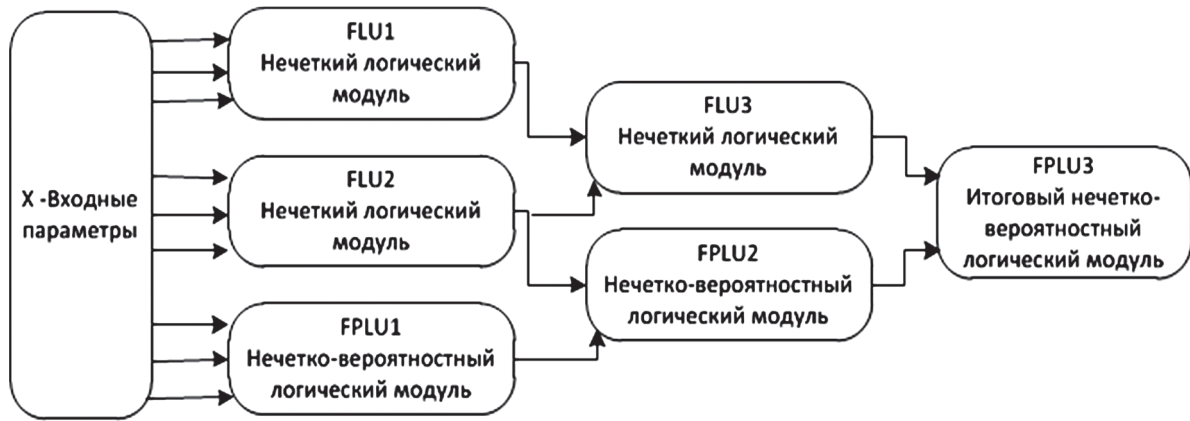 X -Входные
параметры
FLU1
Нечеткий логический
модуль
FLU2
Нечеткий логический
модуль
FPLU1
Нечетко-вероятностный
логический модуль
FLU3
Нечеткий логический
модуль
FPLU2
Нечетко-вероятностный
логический модуль
FPLU3
Итоговый нечетко-
вероятностный
логический модуль